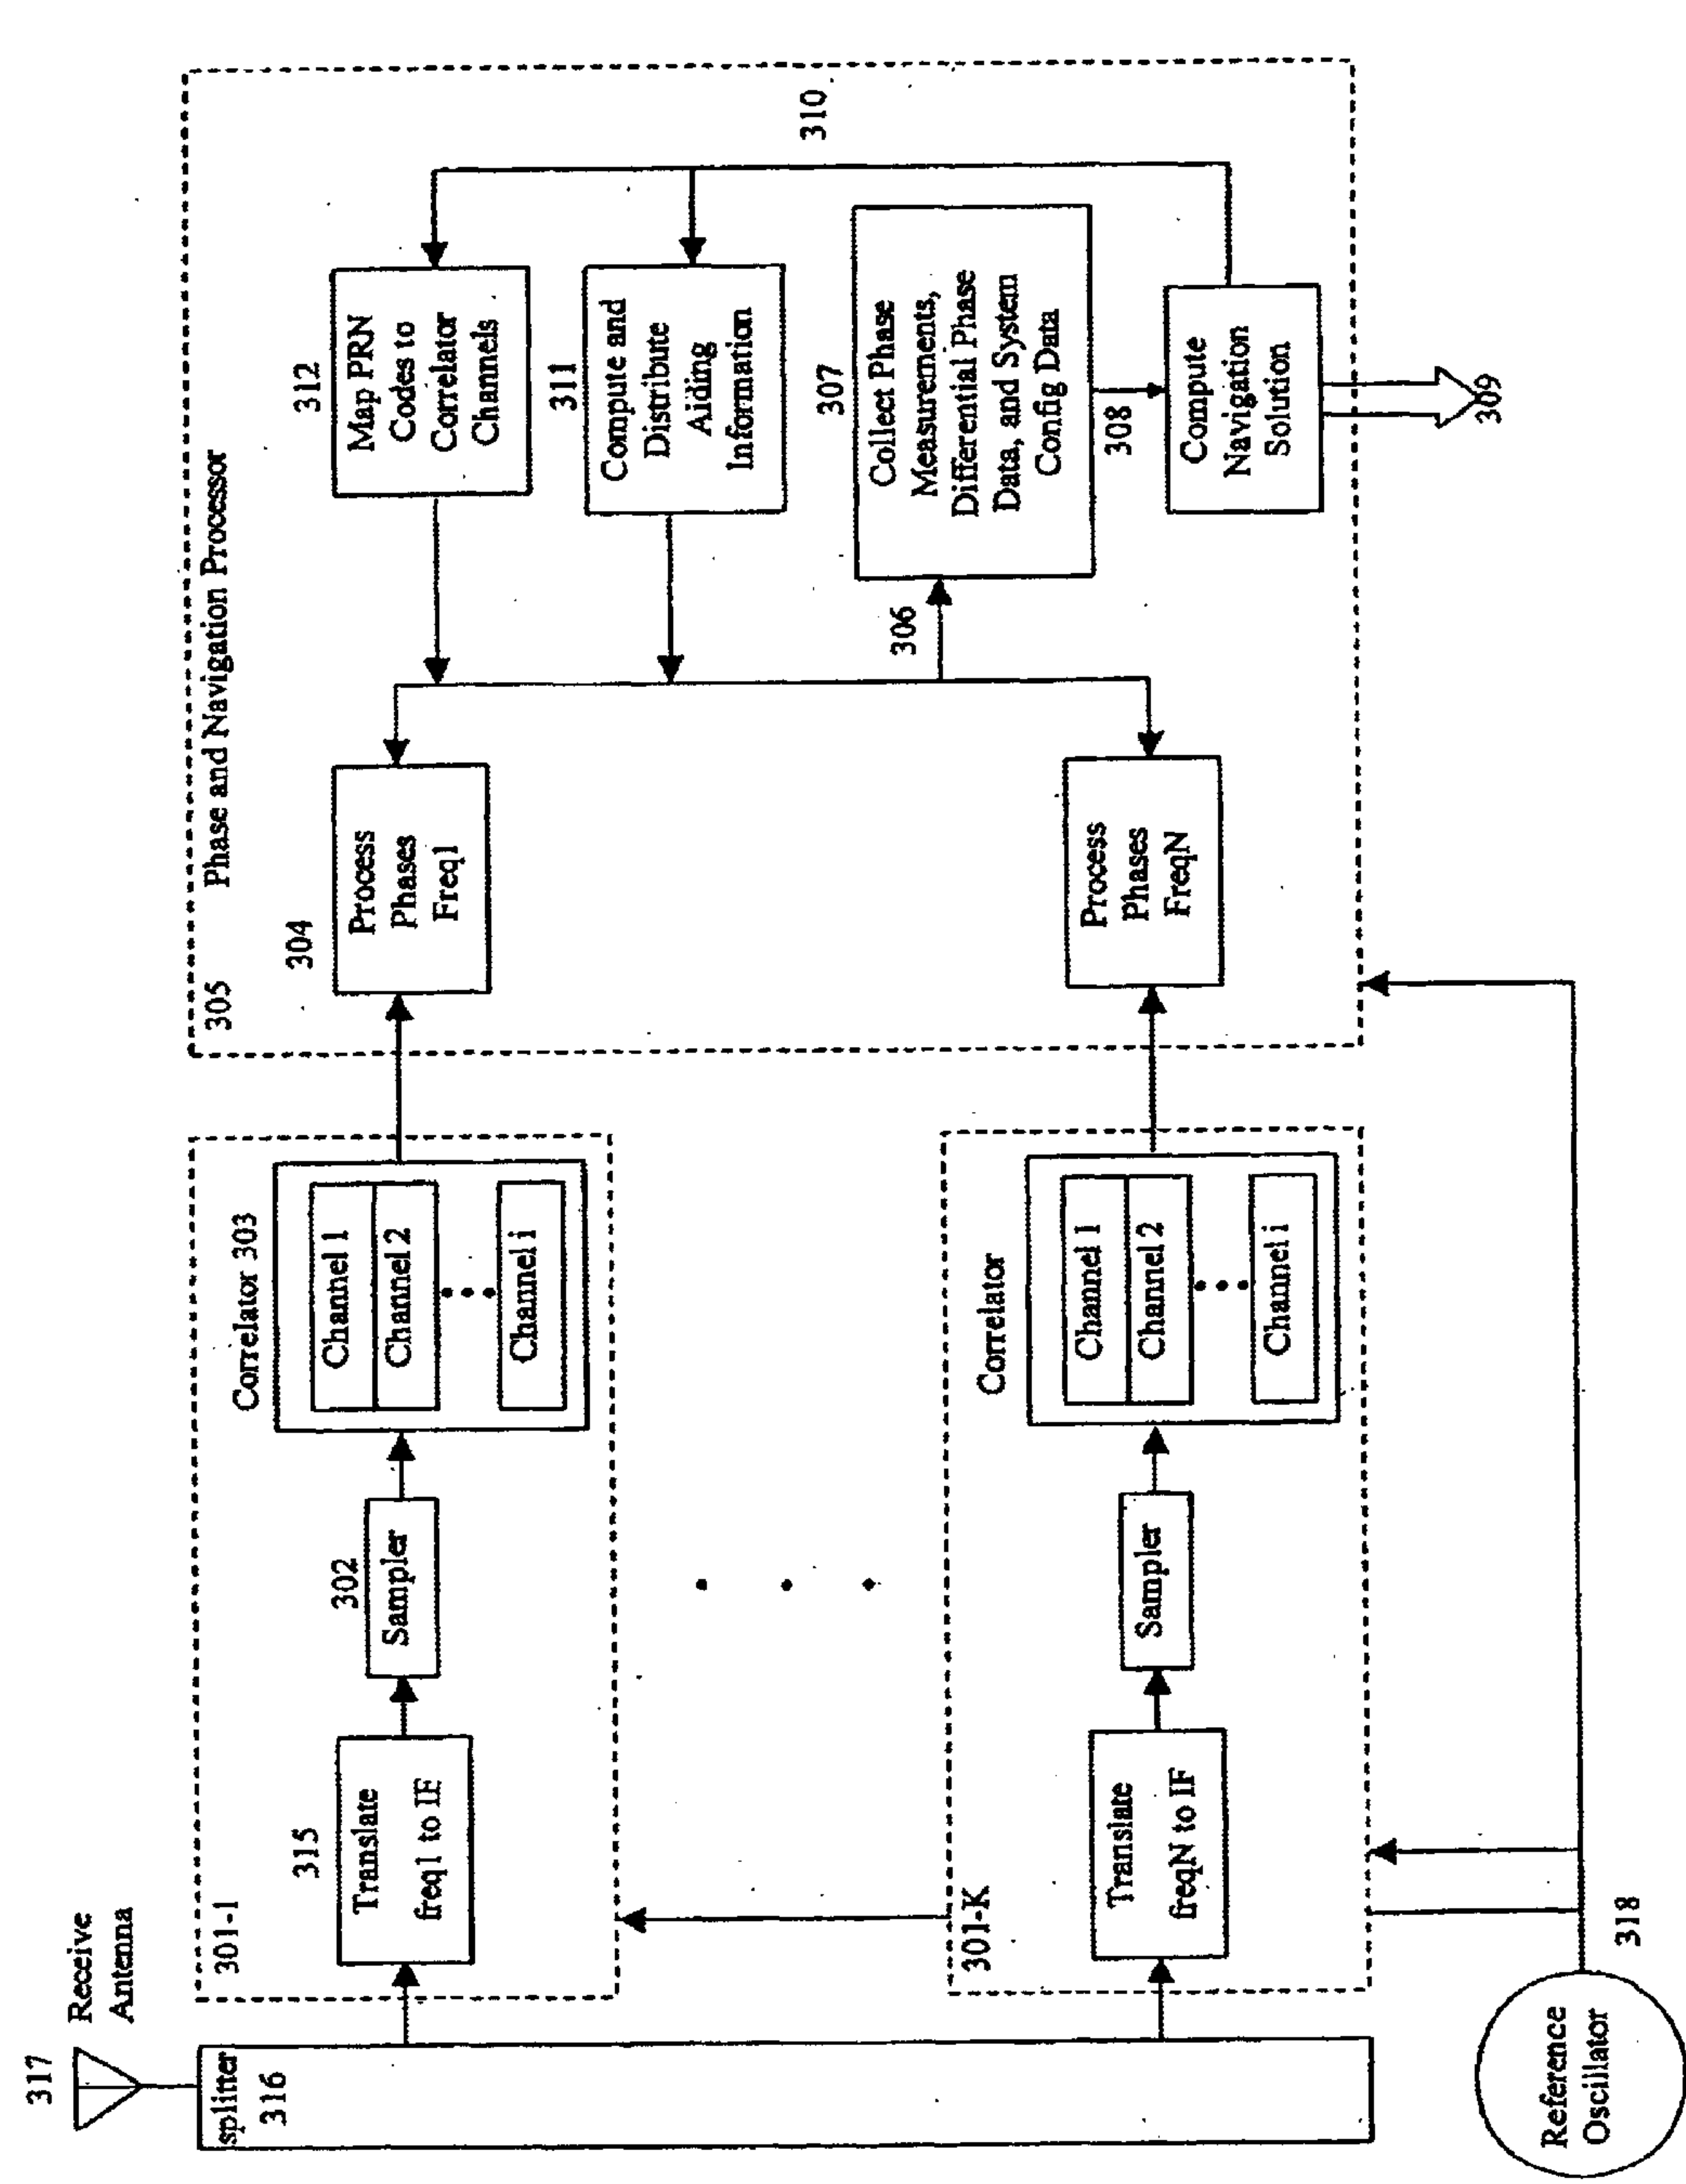 317
Receive
Antenna
splitter
316
301-1
315
Translate
freq1 to IF
302
Sampler
Correlator 303
Channel 1
Channel 2
Channel i
301-K
Translate
freqN to IF
Sampler
Correlator
Channel 1
Channel 2
Channel i
Reference
Oscillator
318
305
Phase and Navigation Processor
304
Process
Phases
Freq1
Process
Phases
FreqN
312
Map PRN
Codes to
Correlator
Channels
311
Compute and
Distribute
Aiding
Information
306
307
Collect Phase
Measurements,
Differential Phase
Data, and System
Config Data
308
Compute
Navigation
Solution
309
310